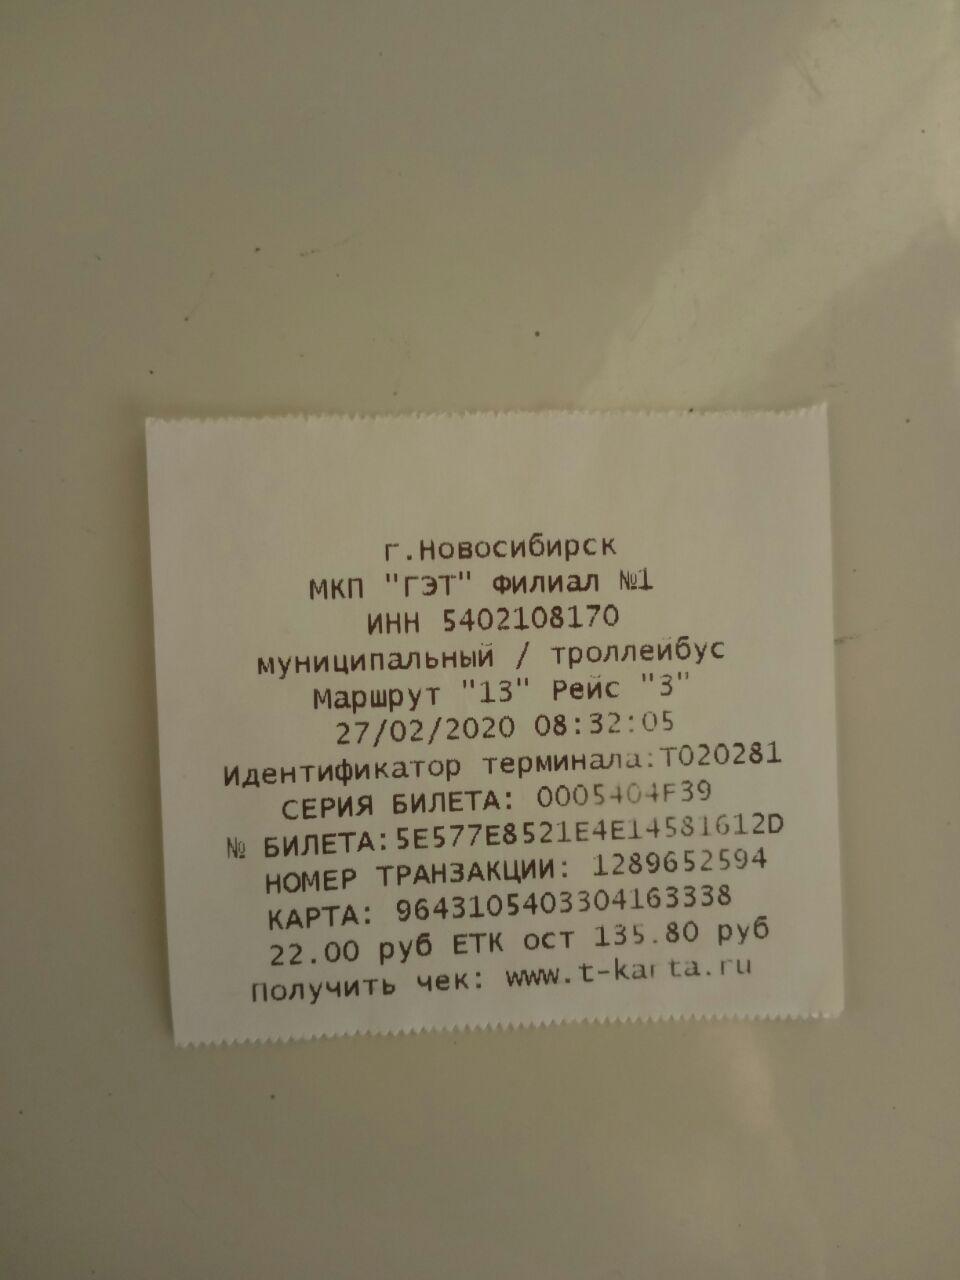 г.Новосибирск
МКП "ГЭТ" Филиал №1
ИНН 5402108170
муниципальный / троллейбус
Маршрут "13" Рейс "3"
27/02/2020 08:32:05
Идентификатор терминала:T020281
СЕРИЯ БИЛЕТА: 0005404F39
№ БИЛЕТА:5E577E8521E4E14581612D
НОМЕР ТРАНЗАКЦИИ: 1289652594
КАРТА: 9643105403304163338
22.00 руб ЕТК ост 135.80 руб
Получить чек: www.t-karta.ru